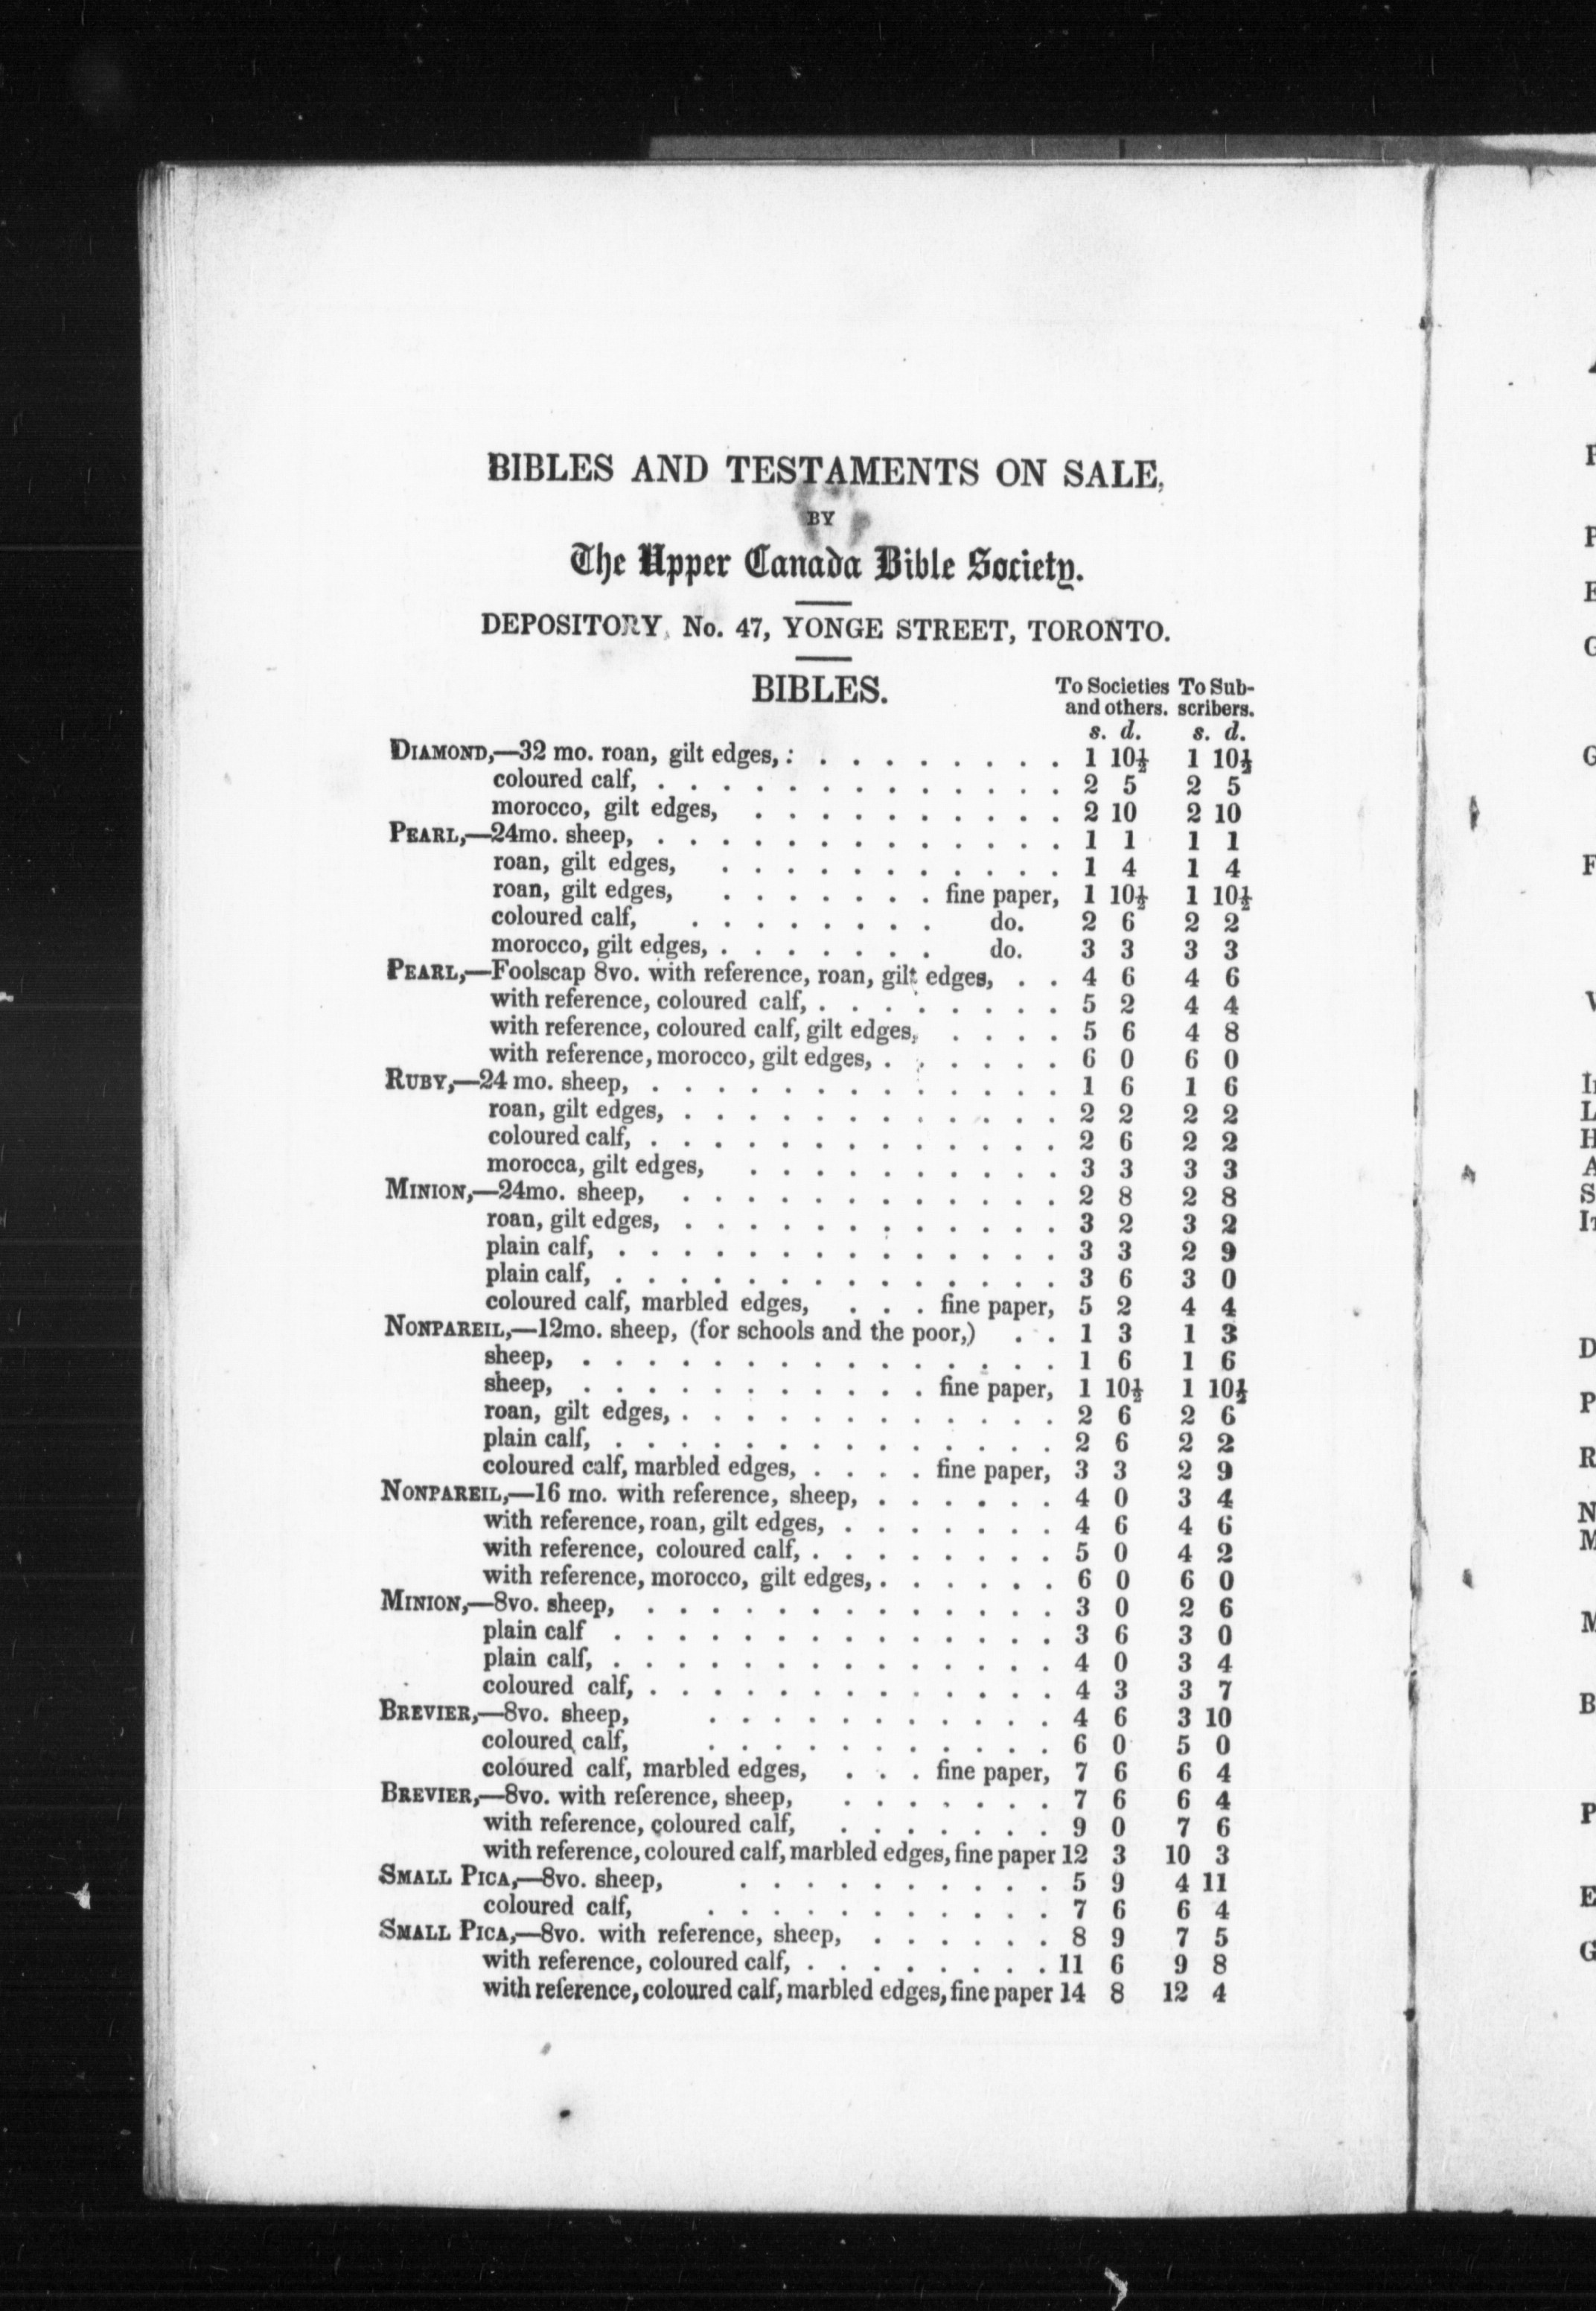 BIBLES AND TESTAMENTS ON SALE,
BY
The Upper Canada Bible Society.
DEPOSITORY, No. 47, YONGE STREET, TORONTO.
BIBLES. To Societies To Sub-
and others. scribers.
s. d. s. d.
DIAMOND,—32 mo. roan, gilt edges, : . . . . . . . . 1 10½ 1 10½
coloured calf, . . . . . . . . . . . . . 2 5 2 5
morocco, gilt edges, . . . . . . . . . . 2 10 2 10
PEARL,—24mo. sheep, . . . . . . . . . . . . . 1 1 1 1
roan, gilt edges, . . . . . . . . . . . 1 4 1 4
roan, gilt edges, . . . . . . . fine paper, 1 10½ 1 10½
coloured calf, . . . . . . . . do. 2 6 2 2
morocco, gilt edges, . . . . . . . do. 3 3 3 3
PEARL,—Foolscap 8vo. with reference, roan, gilt edges, . . 4 6 4 6
with reference, coloured calf, . . . . . . . . 5 2 4 4
with reference, coloured calf, gilt edges, . . . . 5 6 4 8
with reference, morocco, gilt edges, . . . . . . 6 0 6 0
RUBY,—24 mo. sheep, . . . . . . . . . . . . . 1 6 1 6
roan, gilt edges, . . . . . . . . . . . . 2 2 2 2
coloured calf, . . . . . . . . . . . . . 2 6 2 2
morocca, gilt edges, . . . . . . . . . . 3 3 3 3
MINION,—24mo. sheep, . . . . . . . . . . . . 2 8 2 8
roan, gilt edges, . . . . . . . . . . . . 3 2 3 2
plain calf, . . . . . . . . . . . . . . 3 3 2 9
plain calf, . . . . . . . . . . . . . . 3 6 3 0
coloured calf, marbled edges, . . . fine paper, 5 2 4 4
NONPAREIL,—12mo. sheep, (for schools and the poor,) . . 1 3 1 3
sheep, . . . . . . . . . . . . . . . 1 6 1 6
sheep, . . . . . . . . . . . fine paper, 1 10½ 1 10½
roan, gilt edges, . . . . . . . . . . . . 2 6 2 6
plain calf, . . . . . . . . . . . . . . 2 6 2 2
coloured calf, marbled edges, . . . . fine paper, 3 3 2 9
NONPAREIL,—16 mo. with reference, sheep, . . . . . . 4 0 3 4
with reference, roan, gilt edges, . . . . . . . 4 6 4 6
with reference, coloured calf, . . . . . . . . 5 0 4 2
with reference, morocco, gilt edges, . . . . . . 6 0 6 0
MINION,—8vo. sheep, . . . . . . . . . . . . . 3 0 2 6
plain calf . . . . . . . . . . . . . . 3 6 3 0
plain calf, . . . . . . . . . . . . . . 4 0 3 4
coloured calf, . . . . . . . . . . . . . 4 3 3 7
BREVIER,—8vo. sheep, . . . . . . . . . . . 4 6 3 10
coloured calf, . . . . . . . . . . . 6 0 5 0
coloured calf, marbled edges, . . . fine paper, 7 6 6 4
BREVIER,—8vo. with reference, sheep, . . . . . . . 7 6 6 4
with reference, coloured calf, . . . . . . . 9 0 7 6
with reference, coloured calf, marbled edges, fine paper 12 3 10 3
SMALL PICA,—8vo. sheep, . . . . . . . . . . 5 9 4 11
coloured calf, . . . . . . . . . . . 7 6 6 4
SMALL PICA,—8vo. with reference, sheep, . . . . . . 8 9 7 5
with reference, coloured calf, . . . . . . . . 11 6 9 8
with reference, coloured calf, marbled edges, fine paper 14 8 12 4